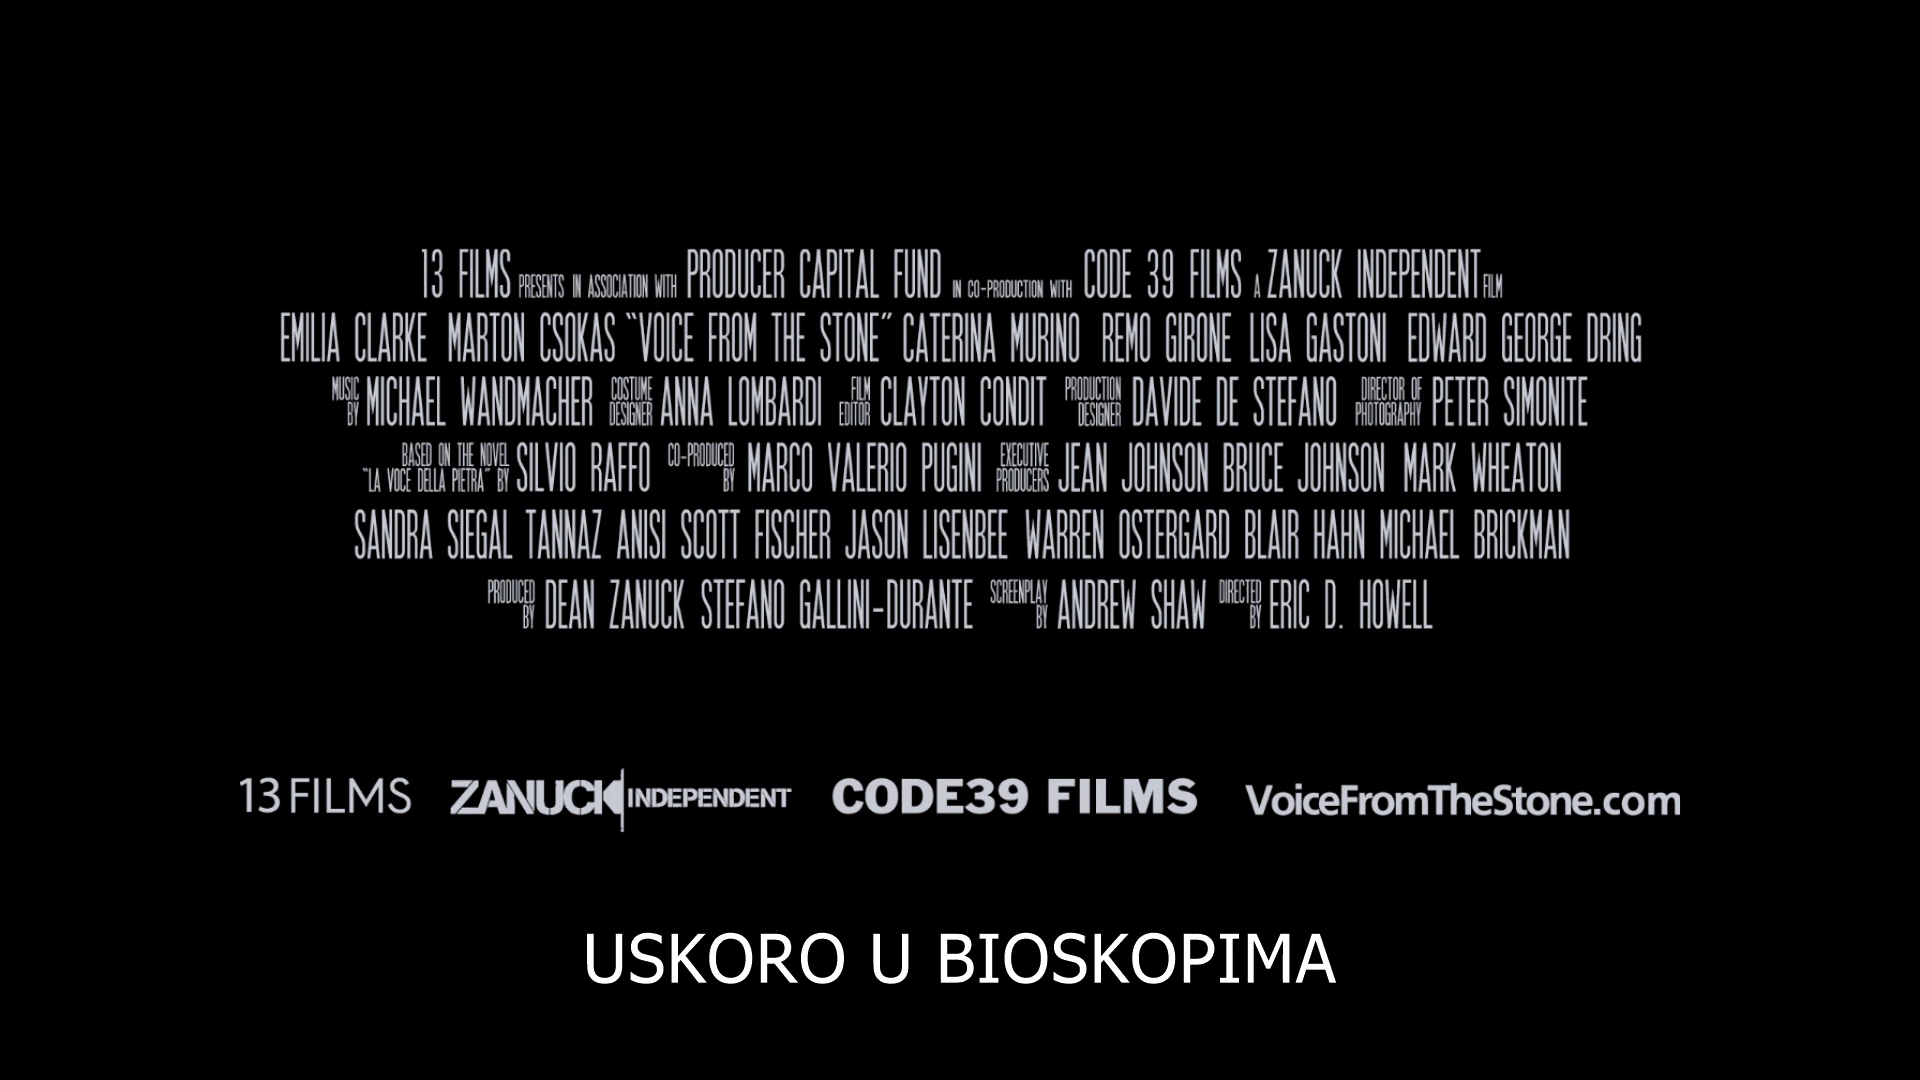 13 FILMS PRESENTS IN ASSOCIATION WITH PRODUCER CAPITAL FUND IN CO-PRODUCTION WITH CODE 39 FILMS A ZANUCK INDEPENDENT FILM
EMILIA CLARKE MARTON CSOKAS “VOICE FROM THE STONE” CATERINA MURINO REMO GIRONE LISA GASTONI EDWARD GEORGE DRING
MUSIC BY MICHAEL WANDMACHER COSTUME DESIGNER ANNA LOMBARDI FILM EDITOR CLAYTON CONDIT PRODUCTION DESIGNER DAVIDE DE STEFANO DIRECTOR OF PHOTOGRAPHY PETER SIMONITE
BASED ON THE NOVEL “LA VOCE DELLA PIETRA” BY SILVIO RAFFO CO-PRODUCED BY MARCO VALERIO PUGINI EXECUTIVE PRODUCERS JEAN JOHNSON BRUCE JOHNSON MARK WHEATON
SANDRA SIEGAL TANNAZ ANISI SCOTT FISCHER JASON LISENBEE WARREN OSTERGARD BLAIR HAHN MICHAEL BRICKMAN
PRODUCED BY DEAN ZANUCK STEFANO GALLINI-DURANTE SCREENPLAY BY ANDREW SHAW DIRECTED BY ERIC D. HOWELL
13 FILMS ZANUCK INDEPENDENT CODE39 FILMS VoiceFromTheStone.com
USKORO U BIOSKOPIMA